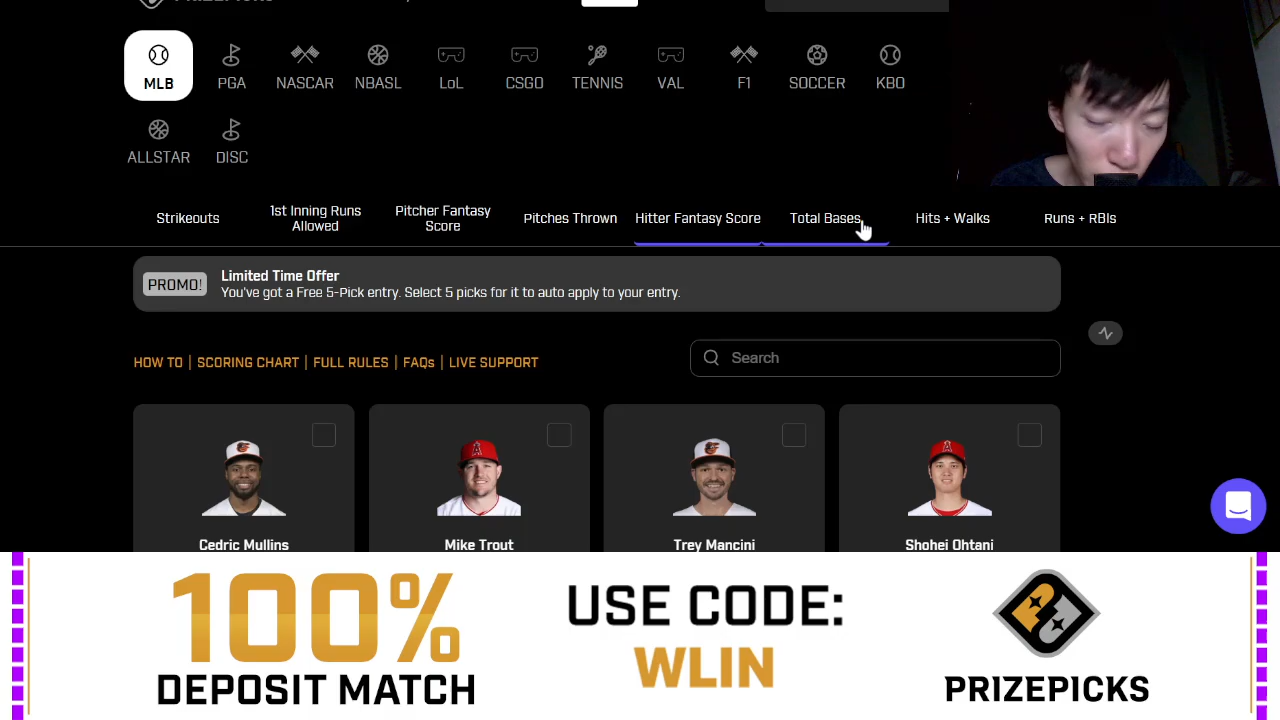 PRIZEPICKS
MLB
PGA
NASCAR
NBASL
LoL
CSGO
TENNIS
VAL
F1
SOCCER
KBO
ALLSTAR
DISC
Strikeouts
1st Inning Runs
Allowed
Pitcher Fantasy
Score
Pitches Thrown
Hitter Fantasy Score
Total Bases
Hits + Walks
Runs + RBIs
PROMO!
Limited Time Offer
You've got a Free 5-Pick entry. Select 5 picks for it to auto apply to your entry.
HOW TO | SCORING CHART | FULL RULES | FAQs | LIVE SUPPORT
Search
Cedric Mullins
Mike Trout
Trey Mancini
Shohei Ohtani
100%
DEPOSIT MATCH
USE CODE:
WLIN
PRIZEPICKS